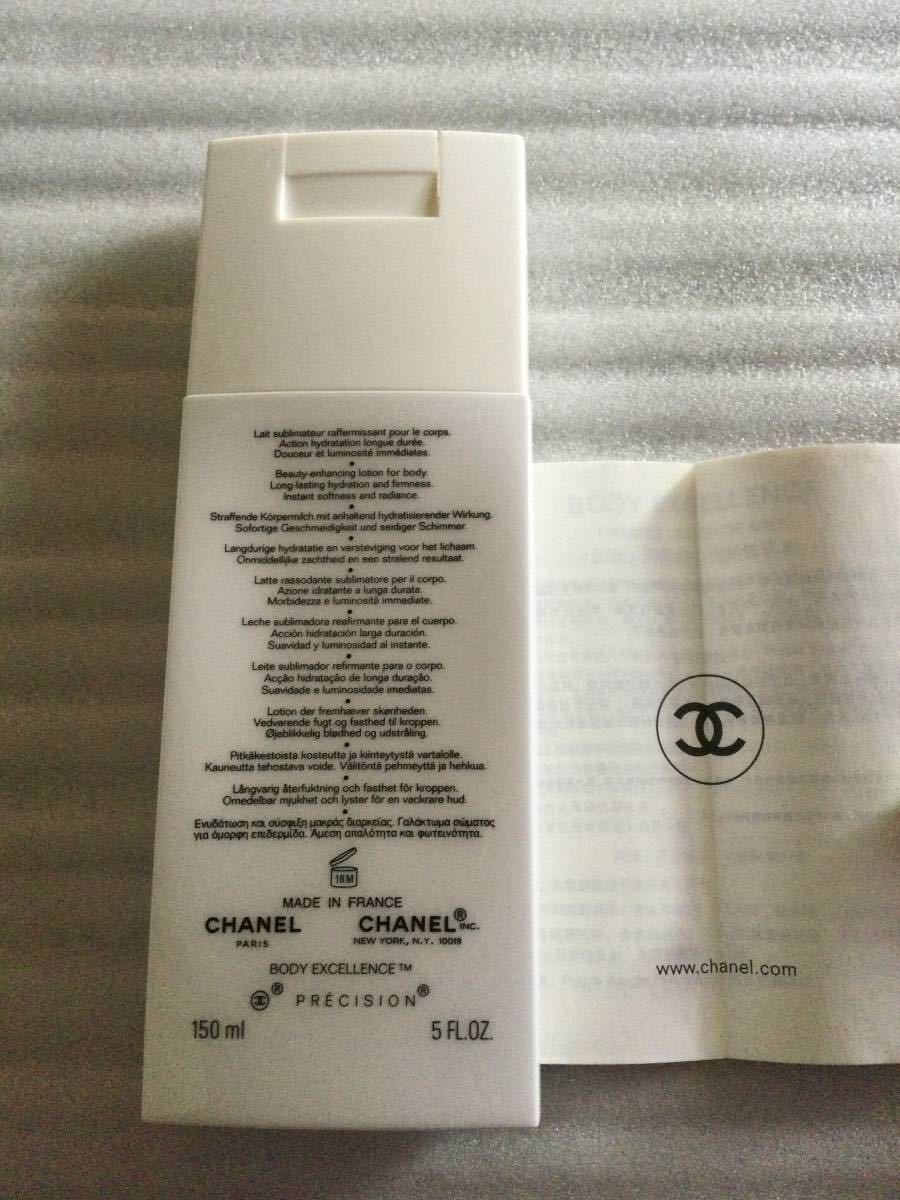 Lait sublimateur raffermissant pour le corps.
Action hydratation longue durée.
Douceur et luminosité immédiates.
Beauty-enhancing lotion for body.
Long-lasting hydration and firmness.
Instant softness and radiance.
Straffende Körpermilch mit anhaltend hydratisierender Wirkung.
Sofortige Geschmeidigkeit und seidiger Schimmer.
Langdurige hydratatie en versteviging voor het lichaam.
Onmiddellijke zachtheid en een stralend resultaat.
Latte rassodante sublimatore per il corpo.
Azione idratante a lunga durata.
Morbidezza e luminosità immediate.
Leche sublimadora reafirmante para el cuerpo.
Acción hidratación larga duración.
Suavidad y luminosidad al instante.
Leite sublimador refirmante para o corpo.
Acção hidratação de longa duração.
Suavidade e luminosidade imediatas.
Lotion der fremhæver skønheden.
Vedvarende fugt og fasthed til kroppen.
Øjeblikkelig blødhed og udstråling.
Pitkäkestoista kosteutta ja kiinteytystä vartalolle.
Kauneutta tehostava voide. Välitöntä pehmeyttä ja hehkua.
Långvarig återfuktning och fasthet för kroppen.
Omedelbar mjukhet och lyster för en vackrare hud.
Ενυδάτωση και σύσφιξη μακράς διαρκείας. Γαλάκτωμα σώματος
για όμορφη επιδερμίδα. Άμεση απαλότητα και φωτεινότητα.
18M
MADE IN FRANCE
CHANEL
PARIS
CHANEL® INC.
NEW YORK, N.Y. 10019
BODY EXCELLENCE™
® PRÉCISION®
150 ml 5 FL.OZ.
www.chanel.com